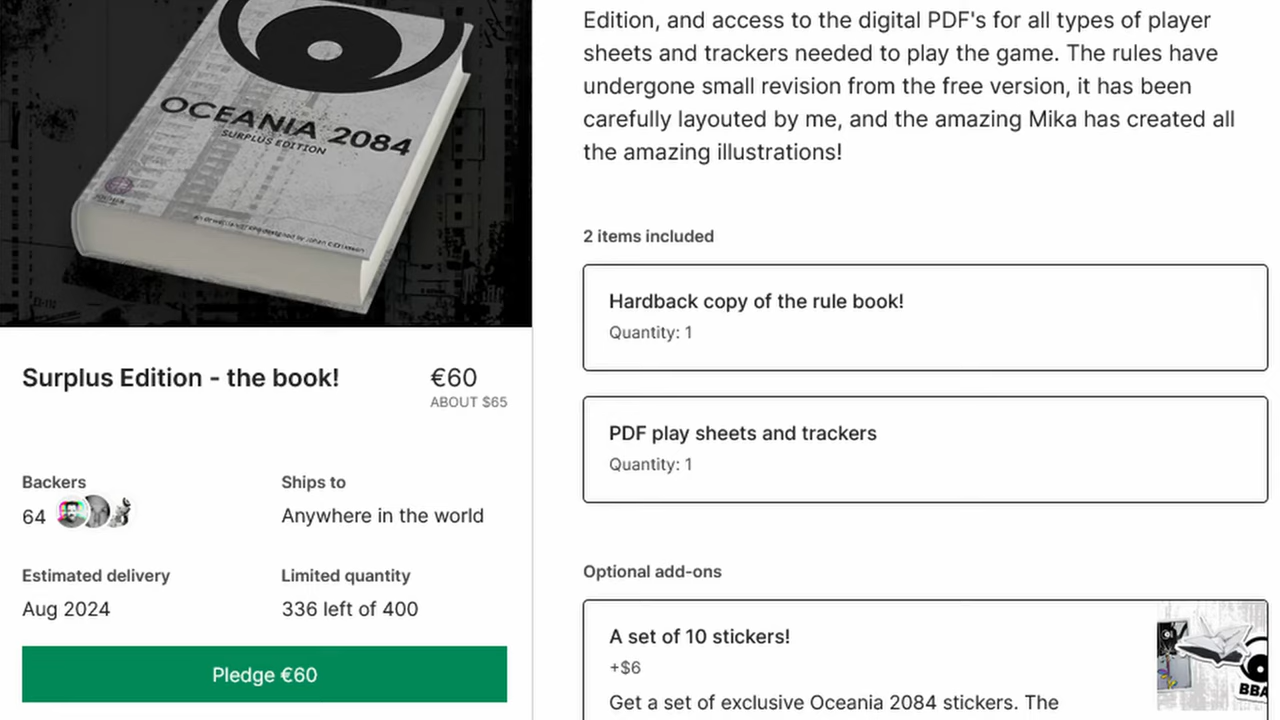 OCEANIA 2084
SURPLUS EDITION
Surplus Edition - the book!
€60
ABOUT $65
Backers
64
Ships to
Anywhere in the world
Estimated delivery
Aug 2024
Limited quantity
336 left of 400
Pledge €60
Edition, and access to the digital PDF's for all types of player
sheets and trackers needed to play the game. The rules have
undergone small revision from the free version, it has been
carefully layouted by me, and the amazing Mika has created all
the amazing illustrations!
2 items included
Hardback copy of the rule book!
Quantity: 1
PDF play sheets and trackers
Quantity: 1
Optional add-ons
A set of 10 stickers!
+$6
Get a set of exclusive Oceania 2084 stickers. The